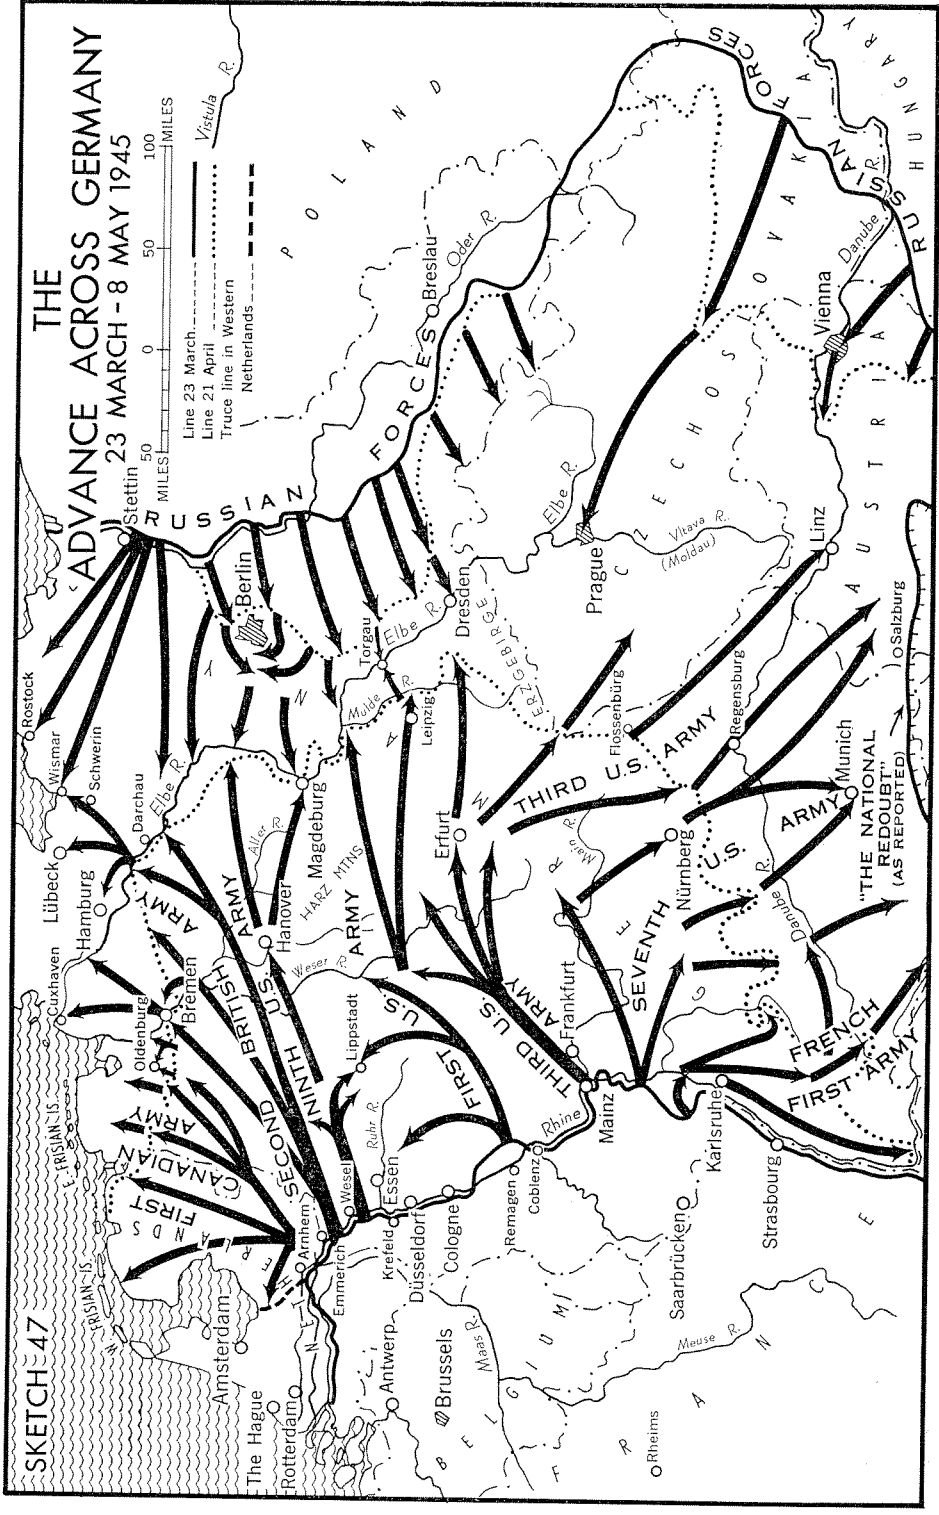 SKETCH 47
THE
ADVANCE ACROSS GERMANY
23 MARCH - 8 MAY 1945
50 0 50 100
MILES MILES
Line 23 March
Line 21 April
Truce line in Western
Netherlands
Vistula R.
POLAND
Stettin
RUSSIAN FORCES
Rostock
Wismar
Schwerin
Lübeck
Darchau
Hamburg
Elbe R.
Cuxhaven
Oldenburg
Bremen
E. FRISIAN IS.
W. FRISIAN IS.
FIRST CANADIAN ARMY
SECOND BRITISH ARMY
NINTH U.S. ARMY
Aller R.
Hanover
HARZ MTNS
Magdeburg
Berlin
Weser R.
Lippstadt
NETHERLANDS
Amsterdam
The Hague
Rotterdam
Arnhem
Emmerich
Wesel
Ruhr R.
Essen
Krefeld
Düsseldorf
Cologne
Remagen
Coblenz
Rhine
Antwerp
Brussels
Maas R.
BELGIUM
FIRST U.S. ARMY
THIRD U.S. ARMY
Erfurt
Leipzig
Mulde R.
Torgau
Elbe R.
Dresden
ERZGEBERGE
Breslau
Oder R.
Elbe R.
Prague
Vltava R.
(Moldau)
CZECHOSLOVAKIA
Frankfurt
Mainz
Main R.
GERMANY
THIRD U.S. ARMY
Flossenbürg
Regensburg
Nürnberg
SEVENTH U.S. ARMY
Danube R.
Munich
Karlsruhe
Strasbourg
Saarbrücken
Meuse R.
Rheims
FRANCE
FRENCH
FIRST ARMY
"THE NATIONAL
REDOUBT"
(AS REPORTED)
Salzburg
Linz
AUSTRIA
Vienna
Danube R.
RUSSIAN FORCES
HUNGARY